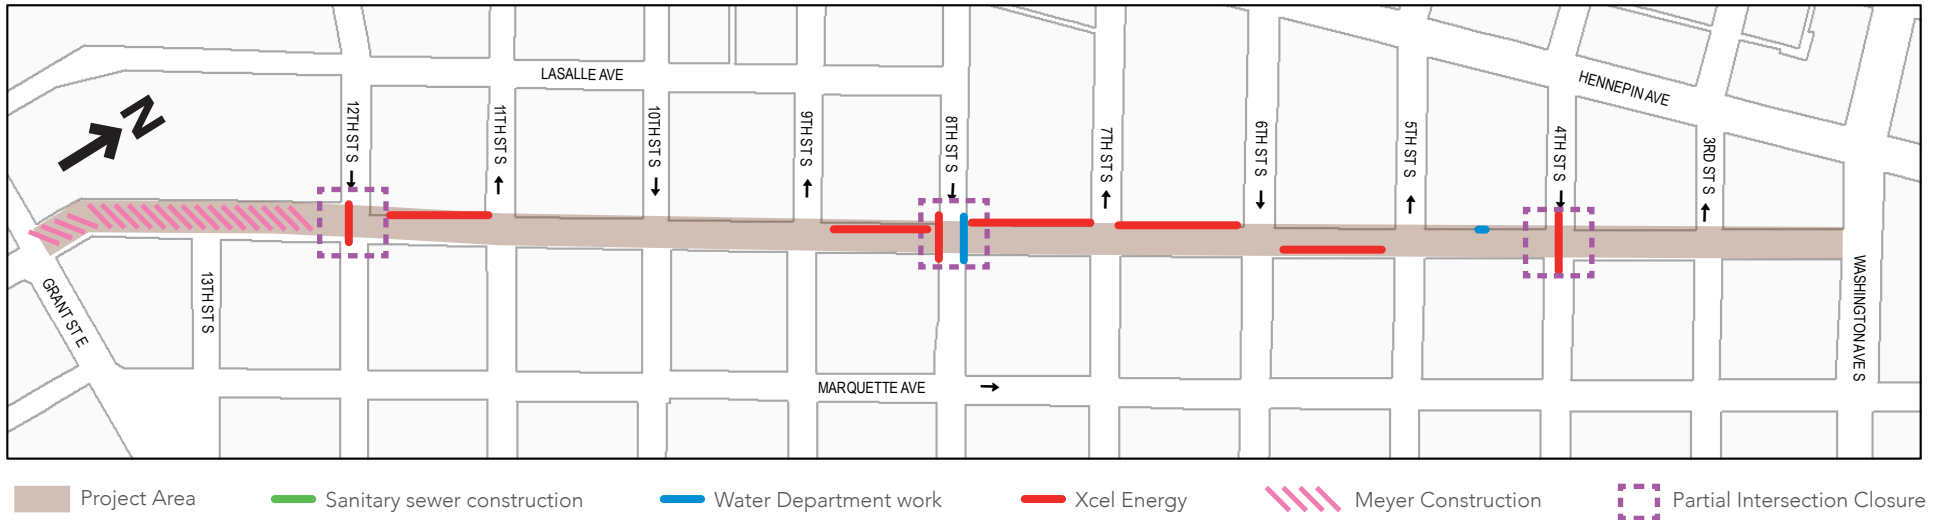 LASALLE AVE
HENNEPIN AVE
N
12TH ST S
11TH ST S
10TH ST S
9TH ST S
8TH ST S
7TH ST S
6TH ST S
5TH ST S
4TH ST S
3RD ST S
GRANT ST E
13TH ST S
WASHINGTON AVE S
MARQUETTE AVE
Project Area
Sanitary sewer construction
Water Department work
Xcel Energy
Meyer Construction
Partial Intersection Closure